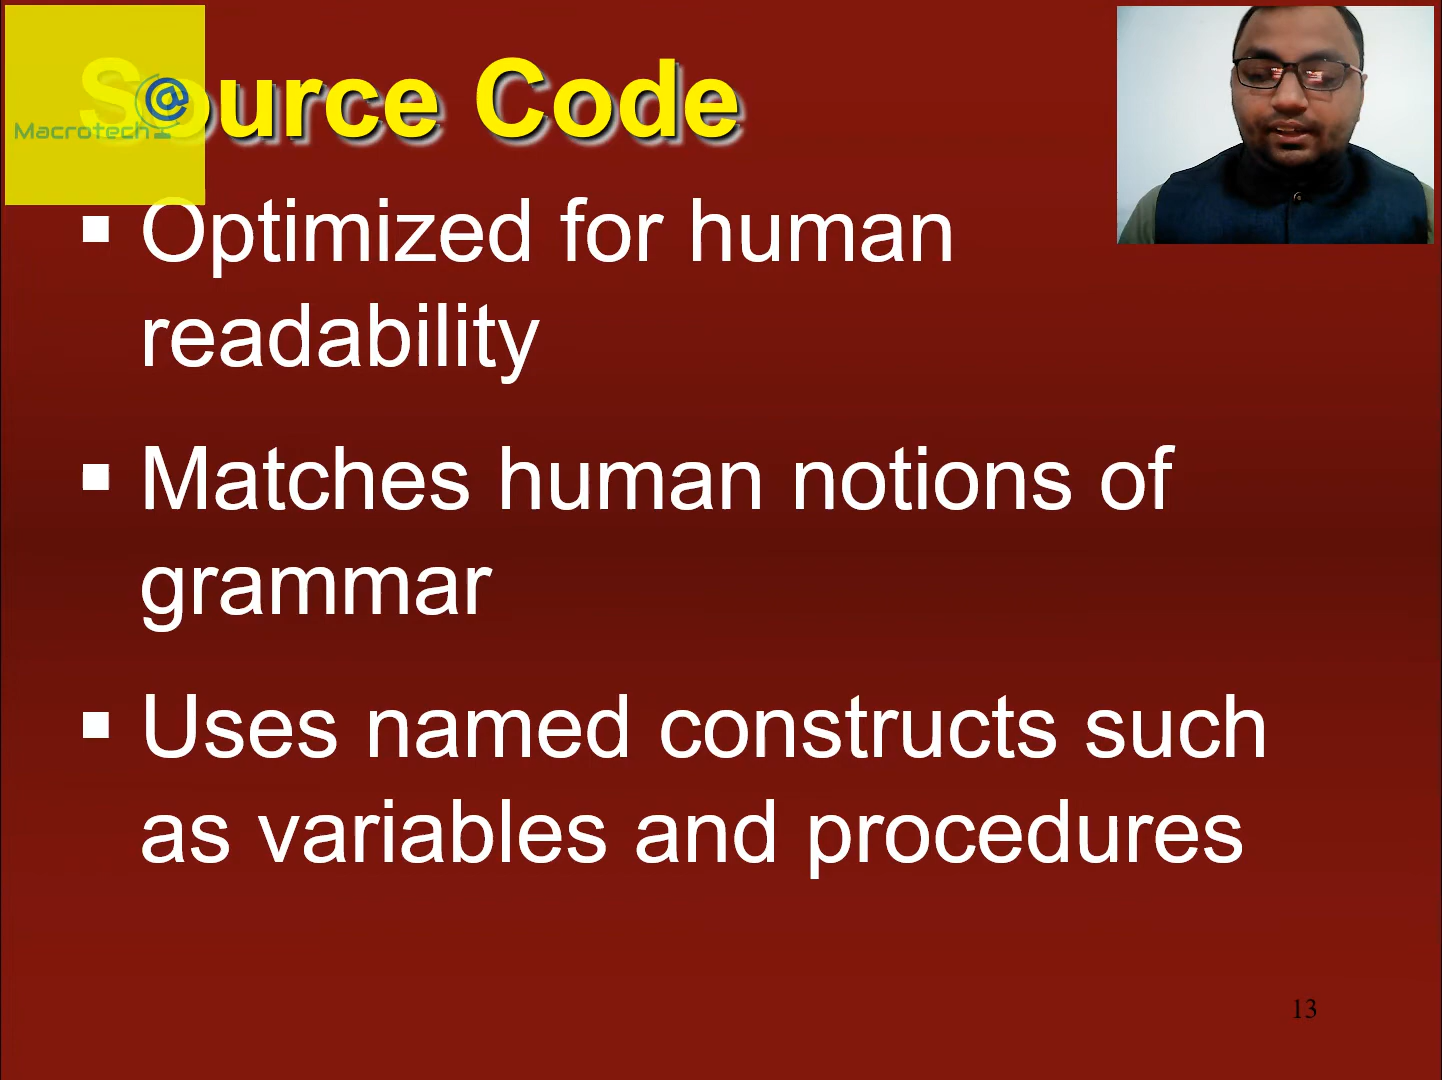 Source Code
@
Macrotech
▪ Optimized for human
readability
▪ Matches human notions of
grammar
▪ Uses named constructs such
as variables and procedures
13